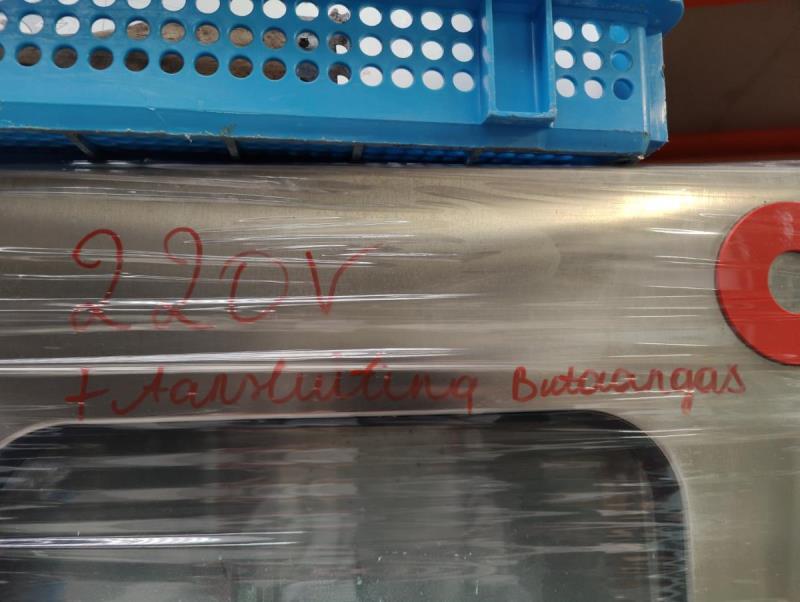 220V
+ Aansluiting Butaangas